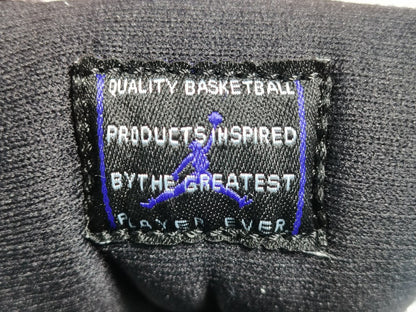 QUALITY BASKETBALL
PRODUCTS INSPIRED
BY THE GREATEST
PLAYER EVER